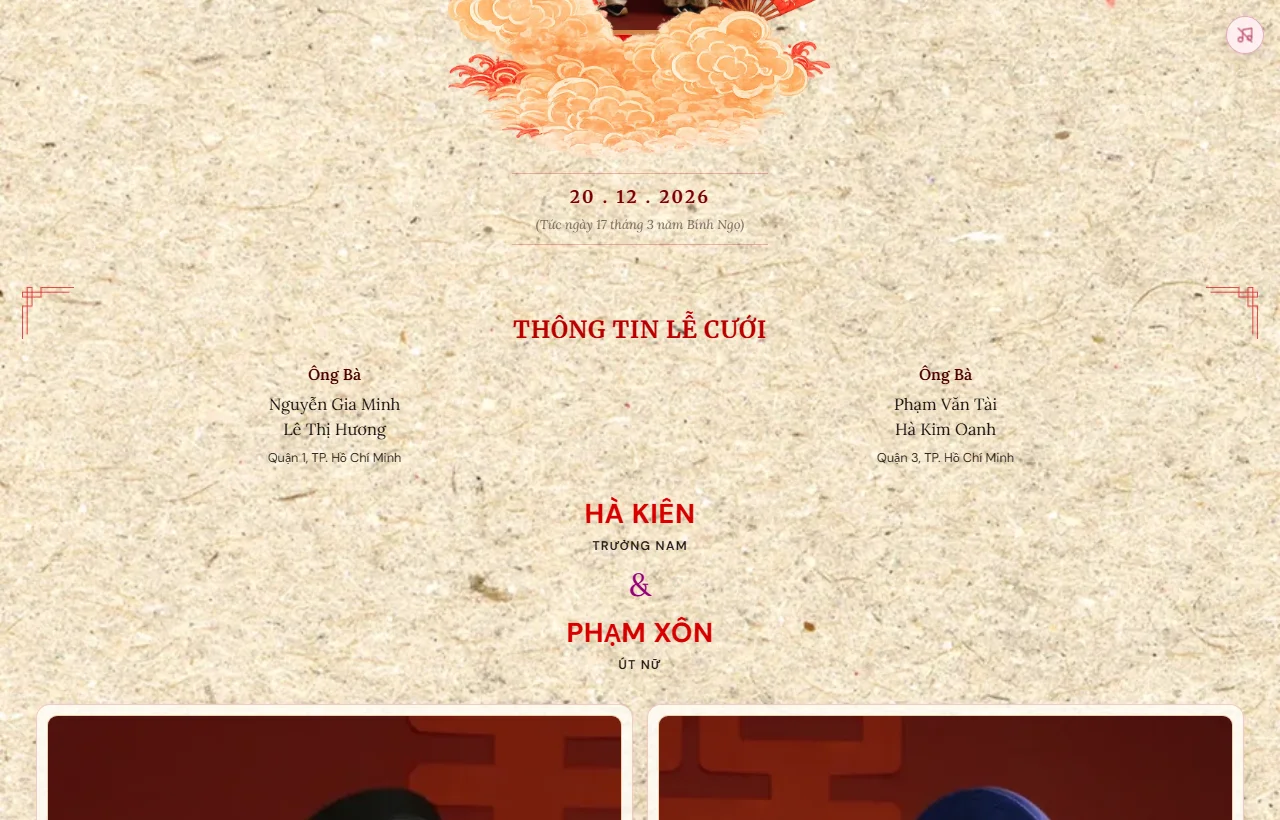 20 . 12 . 2026
(Tức ngày 17 tháng 3 năm Bính Ngọ)
THÔNG TIN LỄ CƯỚI
Ông Bà
Nguyễn Gia Minh
Lê Thị Hương
Quận 1, TP. Hồ Chí Minh
Ông Bà
Phạm Văn Tài
Hà Kim Oanh
Quận 3, TP. Hồ Chí Minh
HÀ KIÊN
TRƯỞNG NAM
&
PHẠM XÕN
ÚT NỮ